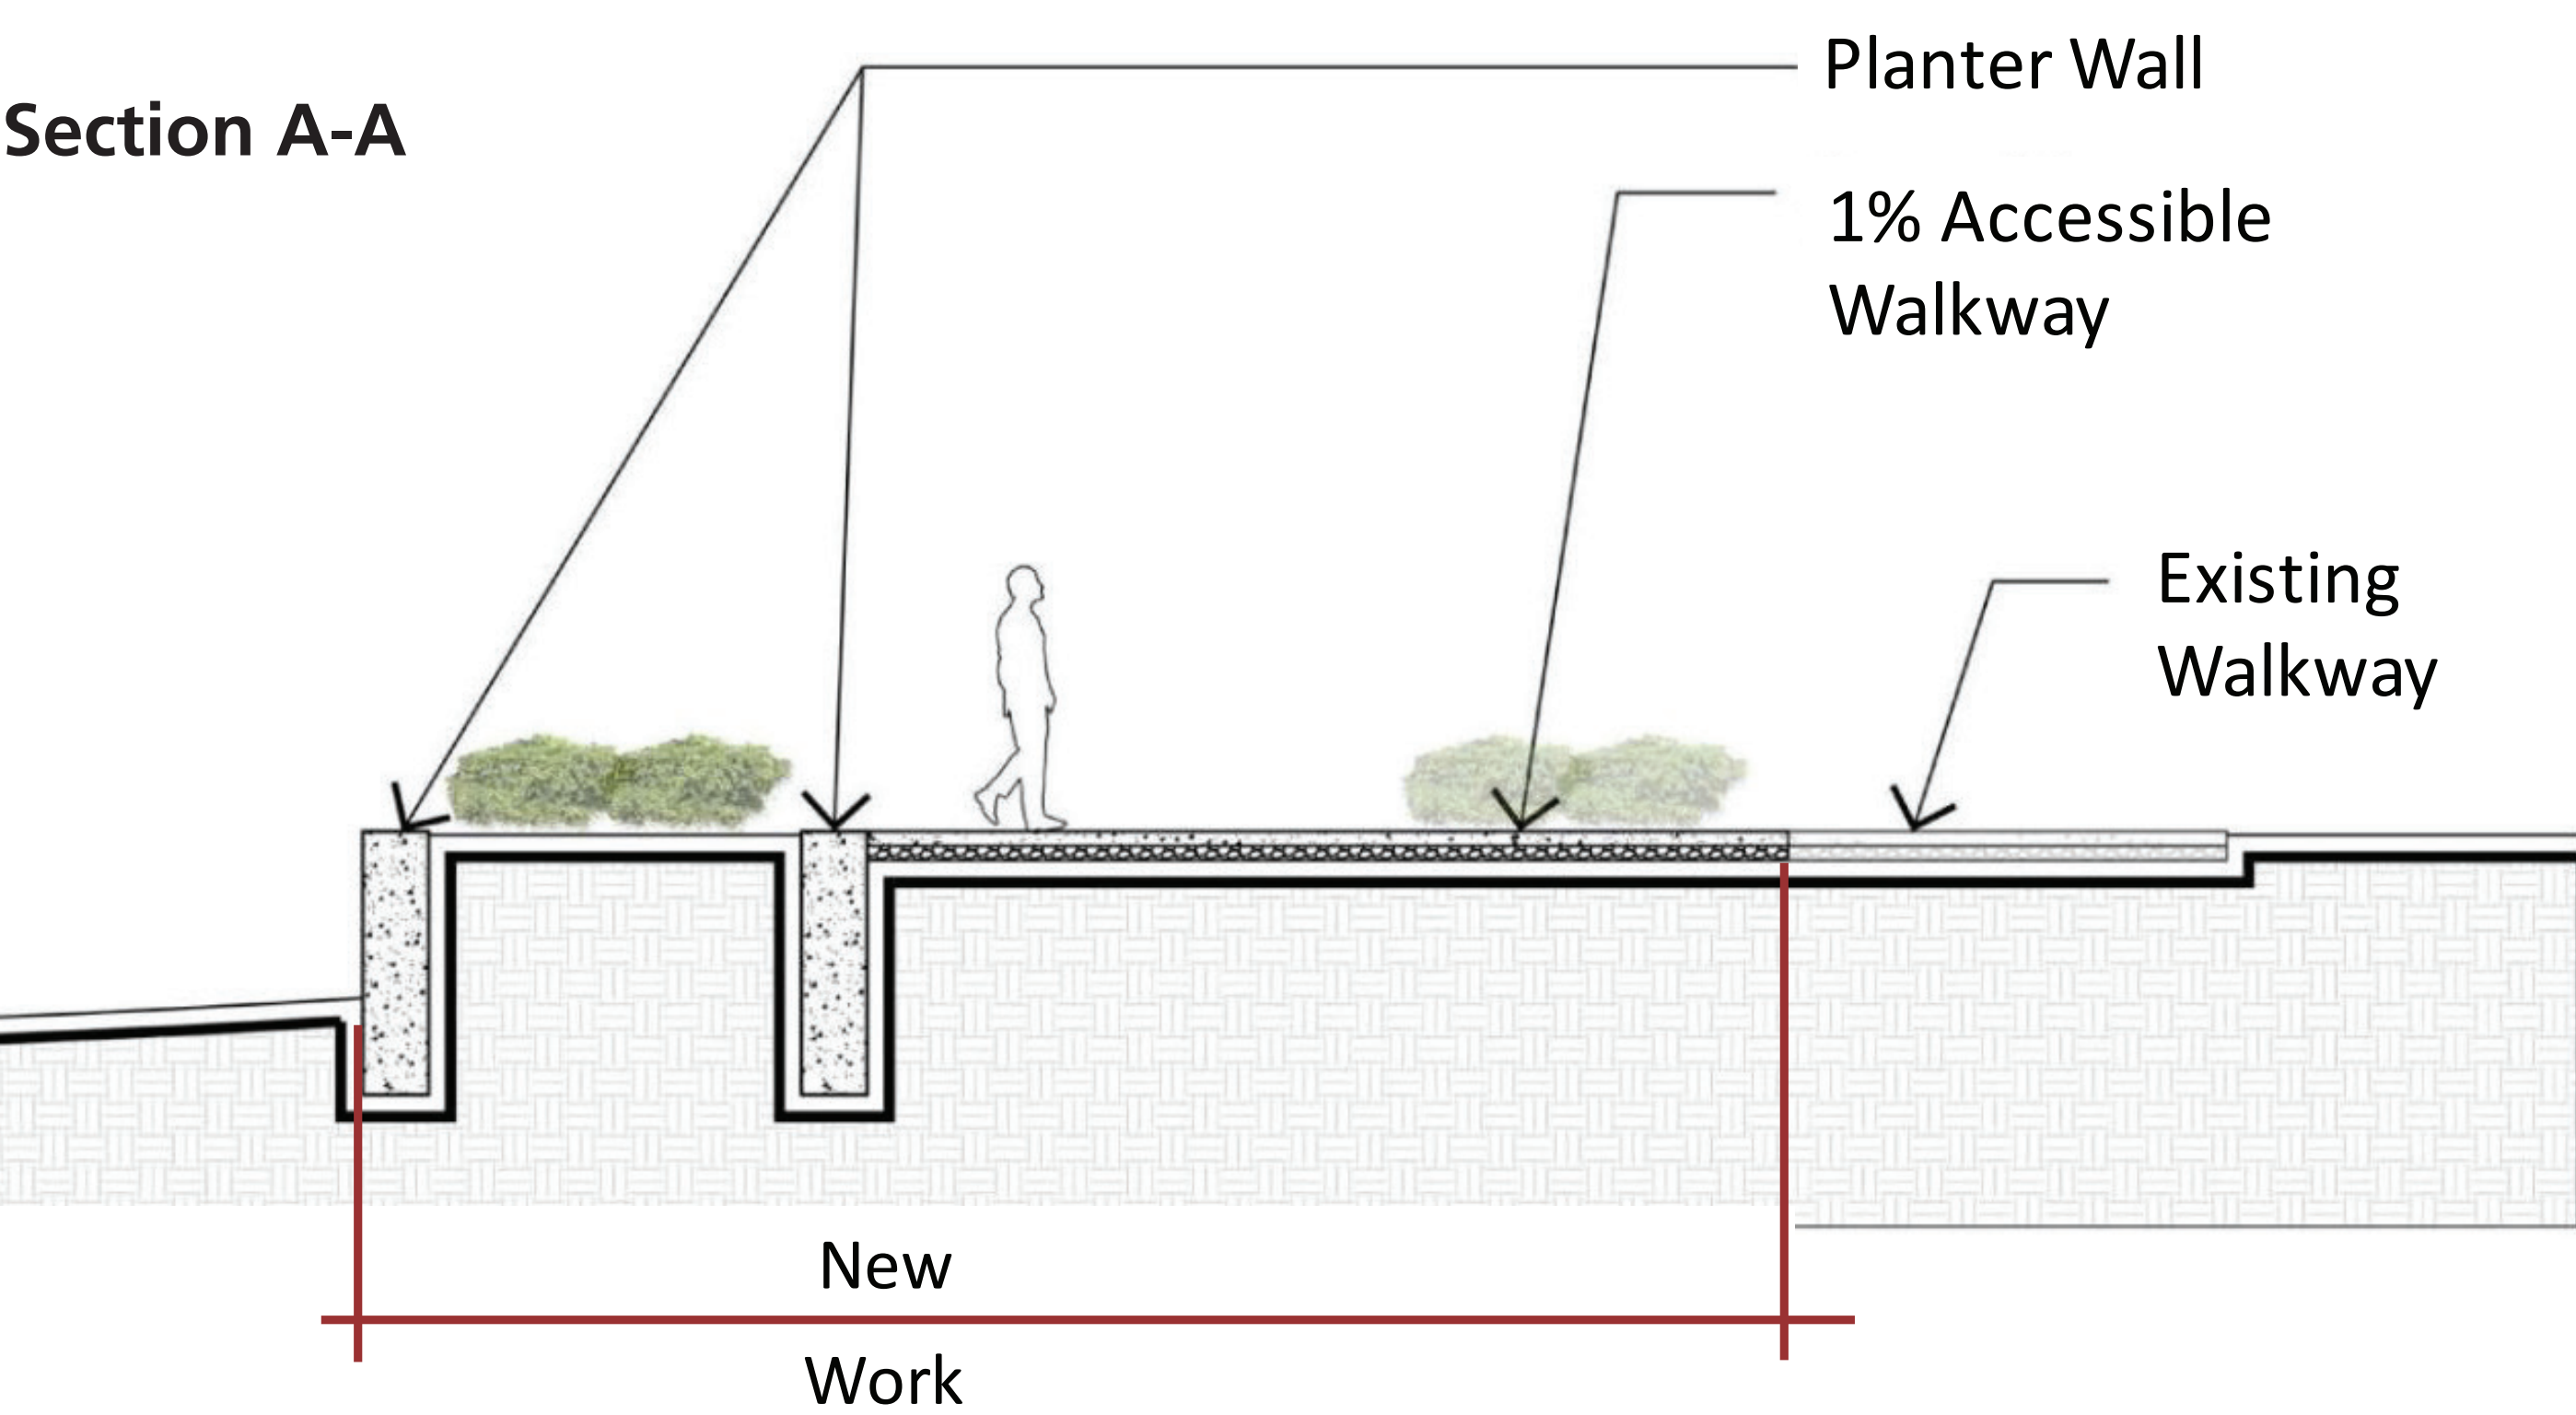 Planter Wall
Section A-A
1% Accessible
Walkway
Existing
Walkway
New
Work